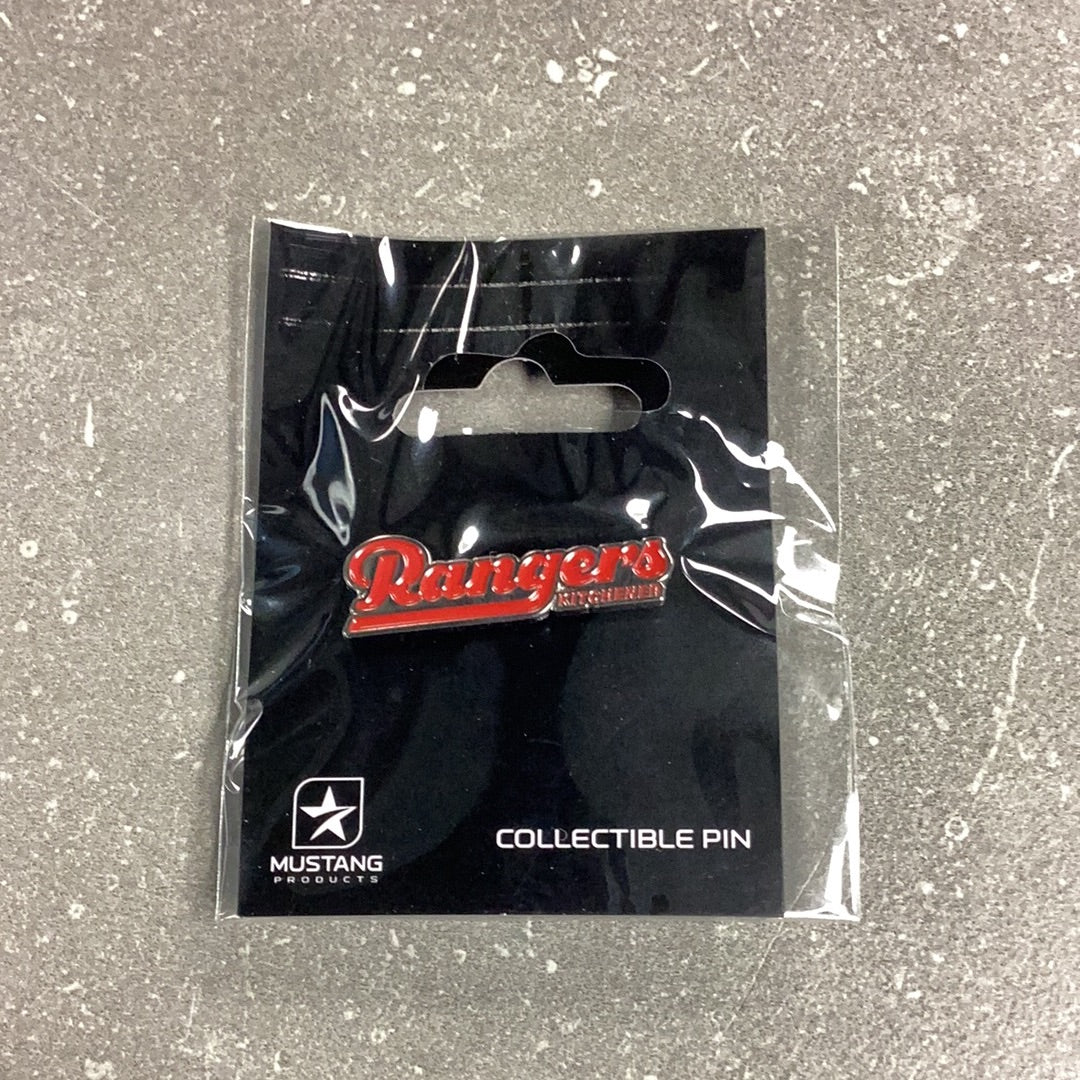 Rangers
KITCHENER
MUSTANG
PRODUCTS
COLLECTIBLE PIN